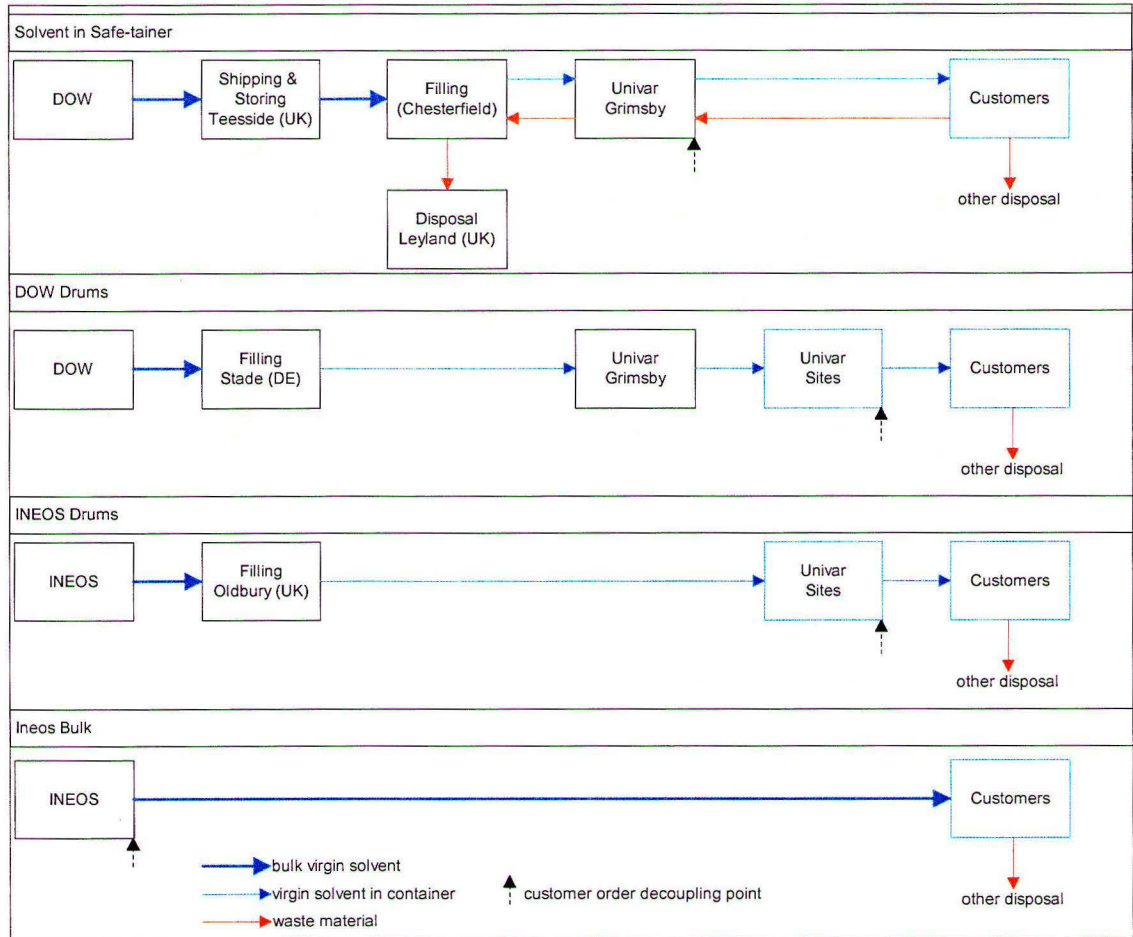 Solvent in Safe-tainer
DOW
Shipping &
Storing
Teesside (UK)
Filling
(Chesterfield)
Univar
Grimsby
Customers
Disposal
Leyland (UK)
other disposal
DOW Drums
DOW
Filling
Stade (DE)
Univar
Grimsby
Univar
Sites
Customers
other disposal
INEOS Drums
INEOS
Filling
Oldbury (UK)
Univar
Sites
Customers
other disposal
Ineos Bulk
INEOS
Customers
bulk virgin solvent
virgin solvent in container
customer order decoupling point
waste material
other disposal